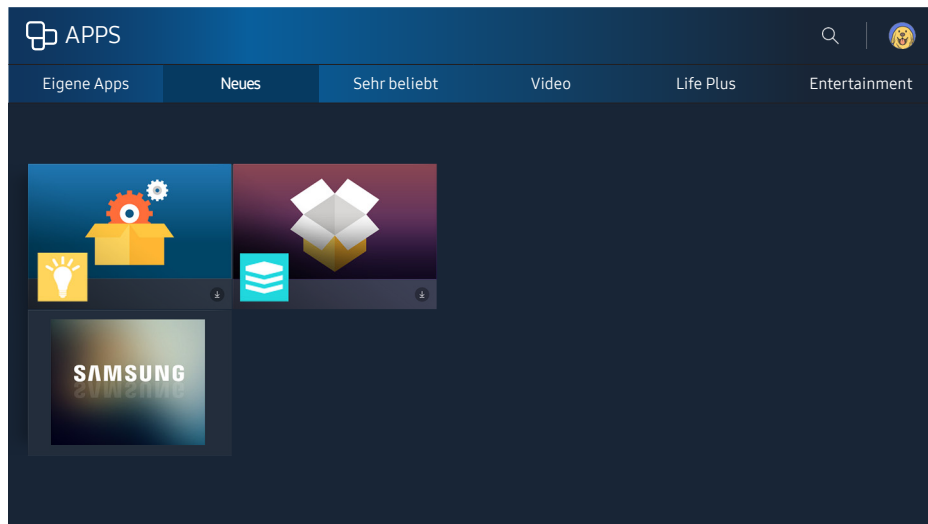 APPS
Eigene Apps Neues Sehr beliebt Video Life Plus Entertainment
SAMSUNG